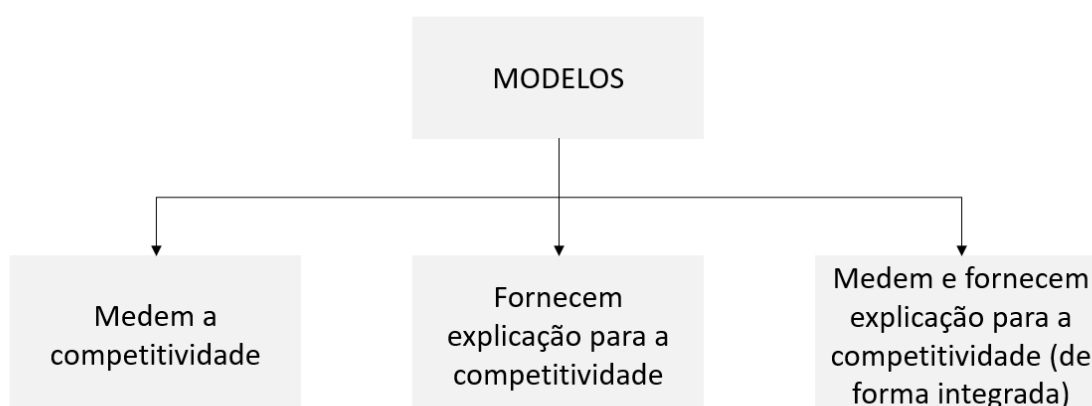 MODELOS
Medem a
competitividade
Fornecem
explicação para a
competitividade
Medem e fornecem
explicação para a
competitividade (de
forma integrada)